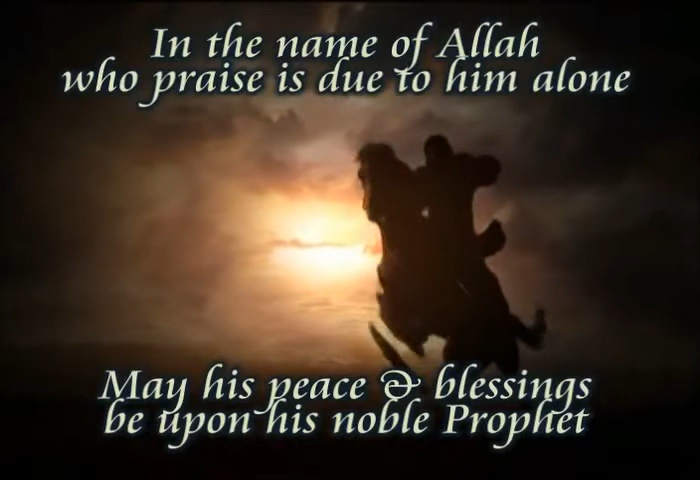 In the name of Allah
who praise is due to him alone
May his peace & blessings
be upon his noble Prophet